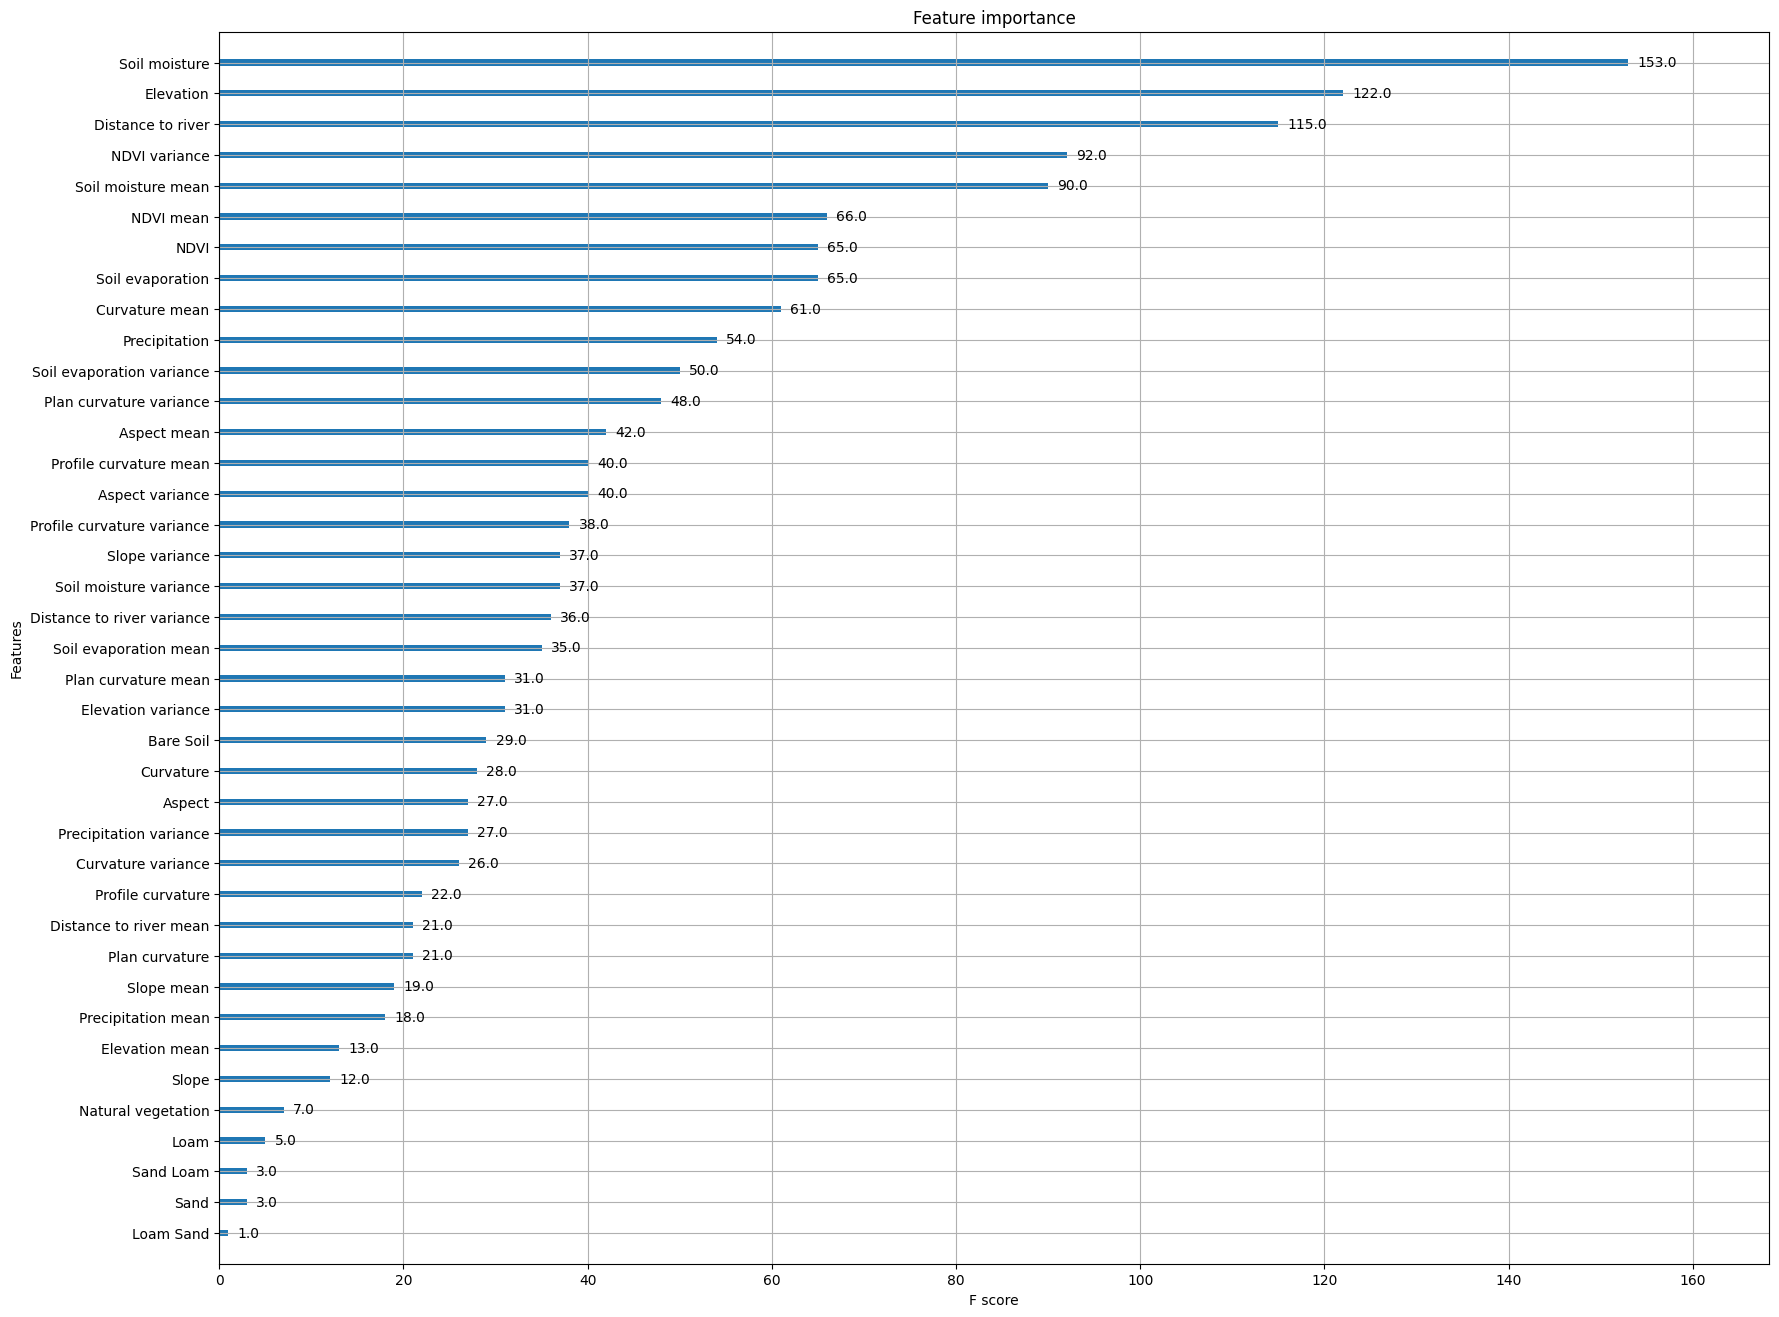 Feature importance
Soil moisture 153.0
Elevation 122.0
Distance to river 115.0
NDVI variance 92.0
Soil moisture mean 90.0
NDVI mean 66.0
NDVI 65.0
Soil evaporation 65.0
Curvature mean 61.0
Precipitation 54.0
Soil evaporation variance 50.0
Plan curvature variance 48.0
Aspect mean 42.0
Profile curvature mean 40.0
Aspect variance 40.0
Profile curvature variance 38.0
Slope variance 37.0
Soil moisture variance 37.0
Distance to river variance 36.0
Soil evaporation mean 35.0
Plan curvature mean 31.0
Elevation variance 31.0
Bare Soil 29.0
Curvature 28.0
Aspect 27.0
Precipitation variance 27.0
Curvature variance 26.0
Profile curvature 22.0
Distance to river mean 21.0
Plan curvature 21.0
Slope mean 19.0
Precipitation mean 18.0
Elevation mean 13.0
Slope 12.0
Natural vegetation 7.0
Loam 5.0
Sand Loam 3.0
Sand 3.0
Loam Sand 1.0
Features
0 20 40 60 80 100 120 140 160
F score